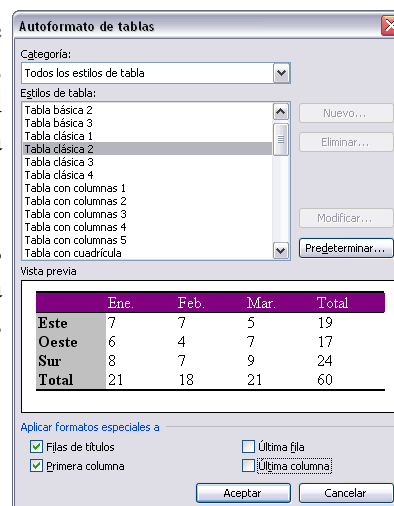 Autoformato de tablas
Categoría:
Todos los estilos de tabla
Estilos de tabla:
Tabla básica 2
Tabla básica 3
Tabla clásica 1
Tabla clásica 2
Tabla clásica 3
Tabla clásica 4
Tabla con columnas 1
Tabla con columnas 2
Tabla con columnas 3
Tabla con columnas 4
Tabla con columnas 5
Tabla con cuadrícula
Nuevo...
Eliminar...
Modificar...
Predeterminar...
Vista previa
Ene. Feb. Mar. Total
Este 7 7 5 19
Oeste 6 4 7 17
Sur 8 7 9 24
Total 21 18 21 60
Aplicar formatos especiales a
Filas de títulos Última fila
Primera columna Última columna
Aceptar Cancelar